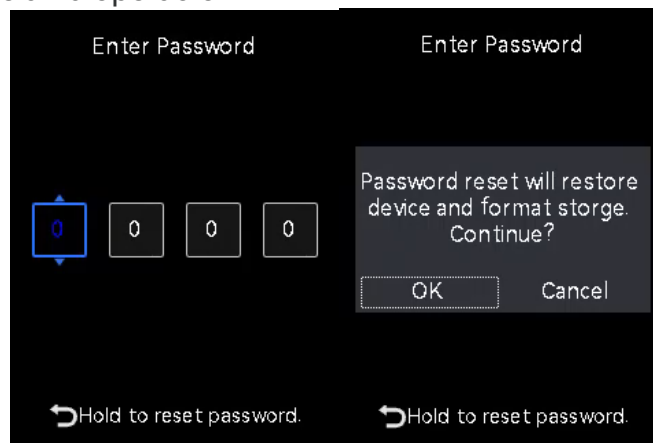 Enter Password
0 0 0 0
Hold to reset password.
Enter Password
Password reset will restore
device and format storge.
Continue?
OK Cancel
Hold to reset password.